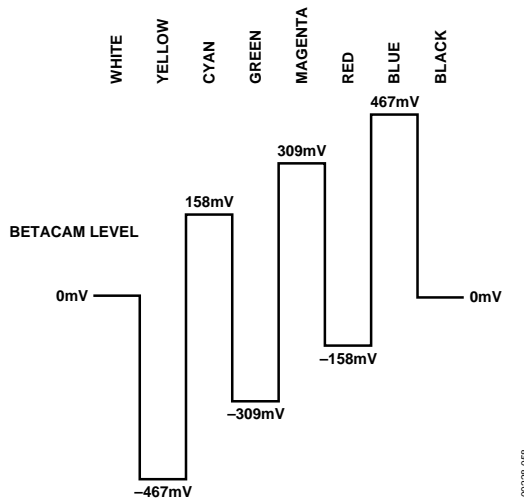 WHITE
YELLOW
CYAN
GREEN
MAGENTA
RED
BLUE
BLACK
467mV
309mV
158mV
BETACAM LEVEL
0mV
0mV
–158mV
–309mV
–467mV